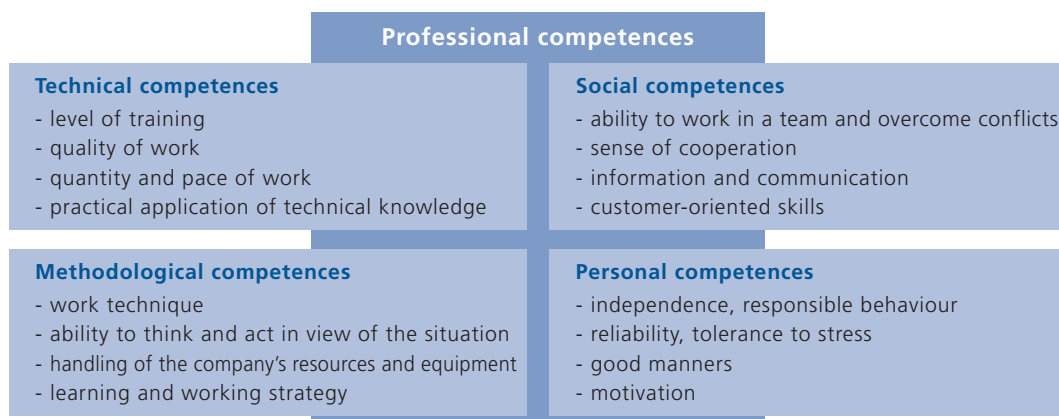 Professional competences
Technical competences
- level of training
- quality of work
- quantity and pace of work
- practical application of technical knowledge
Social competences
- ability to work in a team and overcome conflicts
- sense of cooperation
- information and communication
- customer-oriented skills
Methodological competences
- work technique
- ability to think and act in view of the situation
- handling of the company's resources and equipment
- learning and working strategy
Personal competences
- independence, responsible behaviour
- reliability, tolerance to stress
- good manners
- motivation